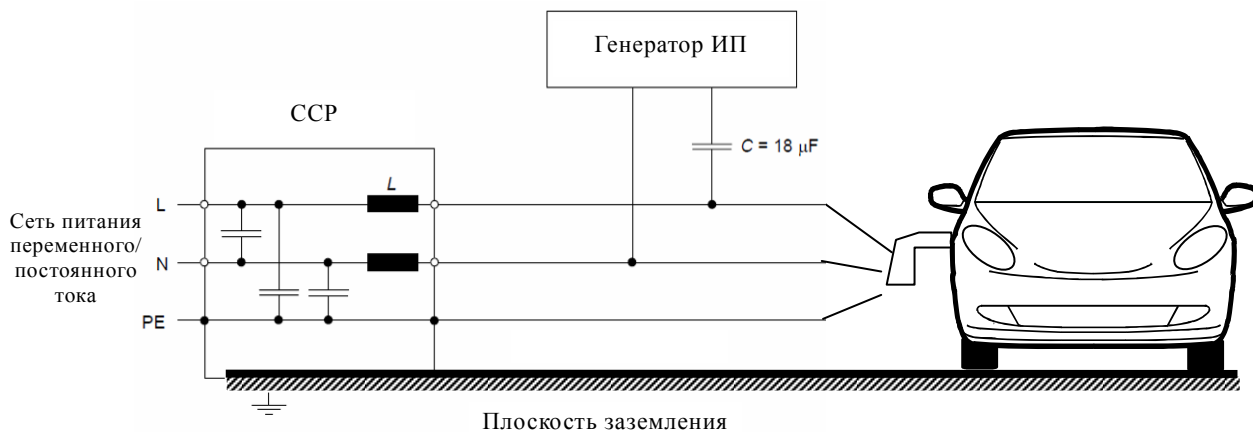 Генератор ИП
ССР
C = 18 μF
L
L
Сеть питания
переменного/
постоянного
тока
N
PE
Плоскость заземления